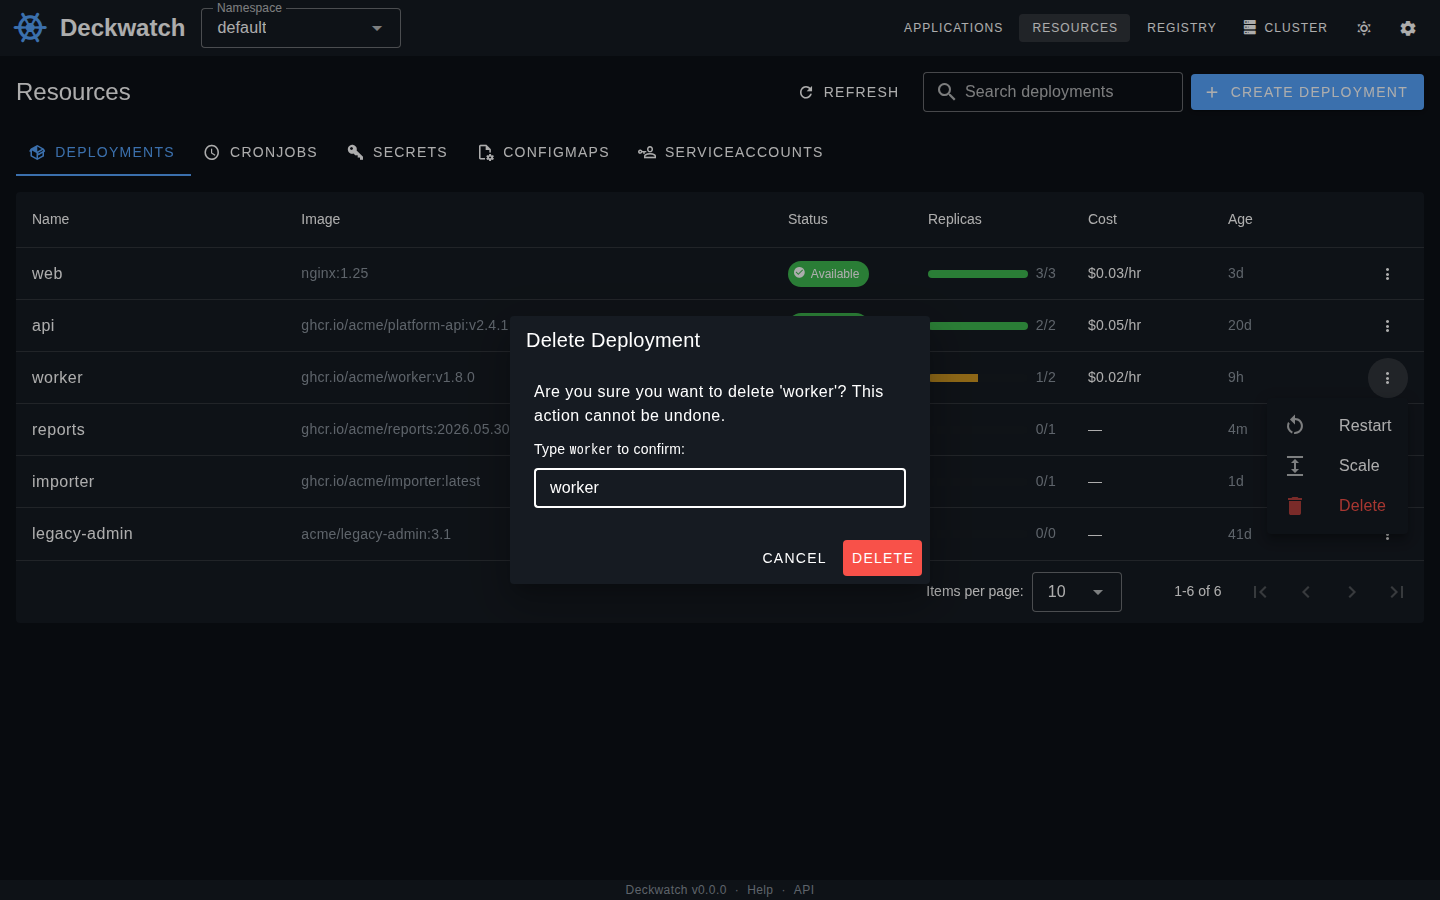 Deckwatch
Namespace
default
APPLICATIONS
RESOURCES
REGISTRY
CLUSTER
Resources
REFRESH
Search deployments
CREATE DEPLOYMENT
DEPLOYMENTS
CRONJOBS
SECRETS
CONFIGMAPS
SERVICEACCOUNTS
Name Image Status Replicas Cost Age
web nginx:1.25 Available 3/3 $0.03/hr 3d
api ghcr.io/acme/platform-api:v2.4.1 2/2 $0.05/hr 20d
worker ghcr.io/acme/worker:v1.8.0 1/2 $0.02/hr 9h
reports ghcr.io/acme/reports:2026.05.30 0/1 — 4m
importer ghcr.io/acme/importer:latest 0/1 — 1d
legacy-admin acme/legacy-admin:3.1 0/0 — 41d
Restart
Scale
Delete
Delete Deployment
Are you sure you want to delete 'worker'? This
action cannot be undone.
Type worker to confirm:
worker
CANCEL
DELETE
Items per page: 10 1-6 of 6
Deckwatch v0.0.0 · Help · API